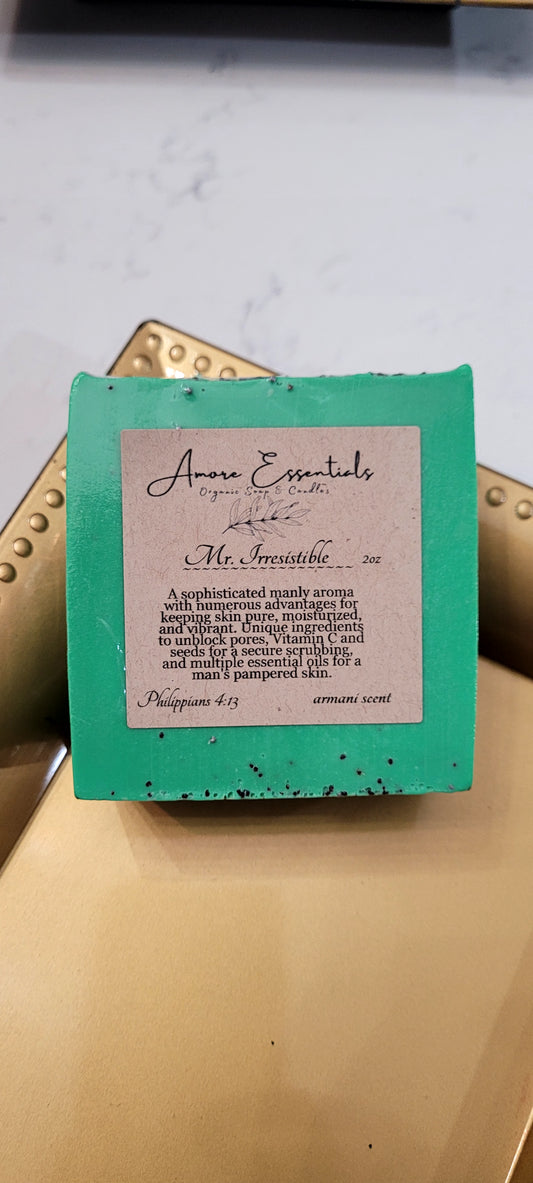 Amore Essentials
Organic Soap & Candles
Mr. Irresistible 2oz
A sophisticated manly aroma
with numerous advantages for
keeping skin pure, moisturized,
and vibrant. Unique ingredients
to unblock pores, Vitamin C and
seeds for a secure scrubbing,
and multiple essential oils for a
man's pampered skin.
Philippians 4:13 armani scent